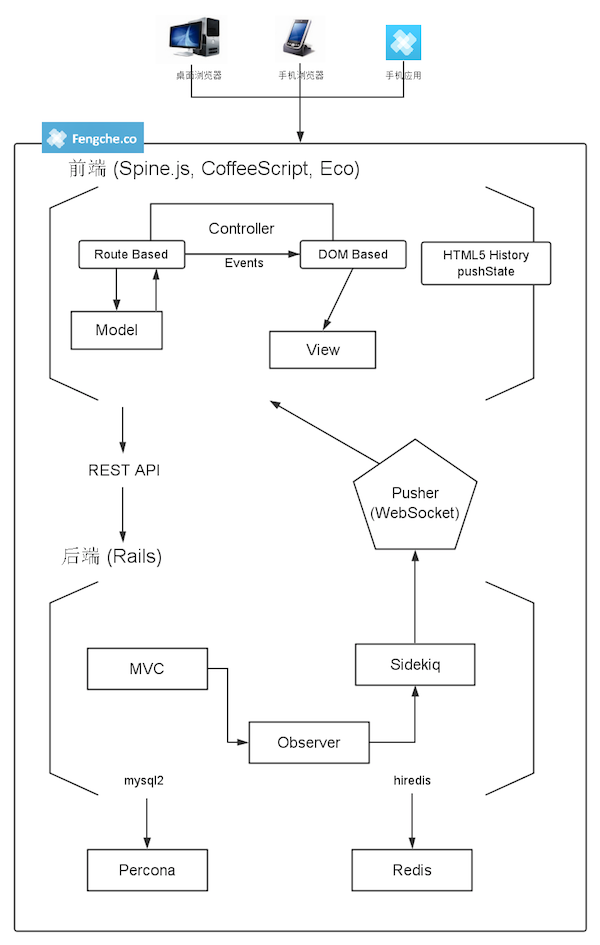 桌面浏览器
手机浏览器
手机应用
Fengche.co
前端 (Spine.js, CoffeeScript, Eco)
Controller
Route Based
Events
DOM Based
HTML5 History
pushState
Model
View
REST API
Pusher
(WebSocket)
后端 (Rails)
MVC
Sidekiq
Observer
mysql2
hiredis
Percona
Redis